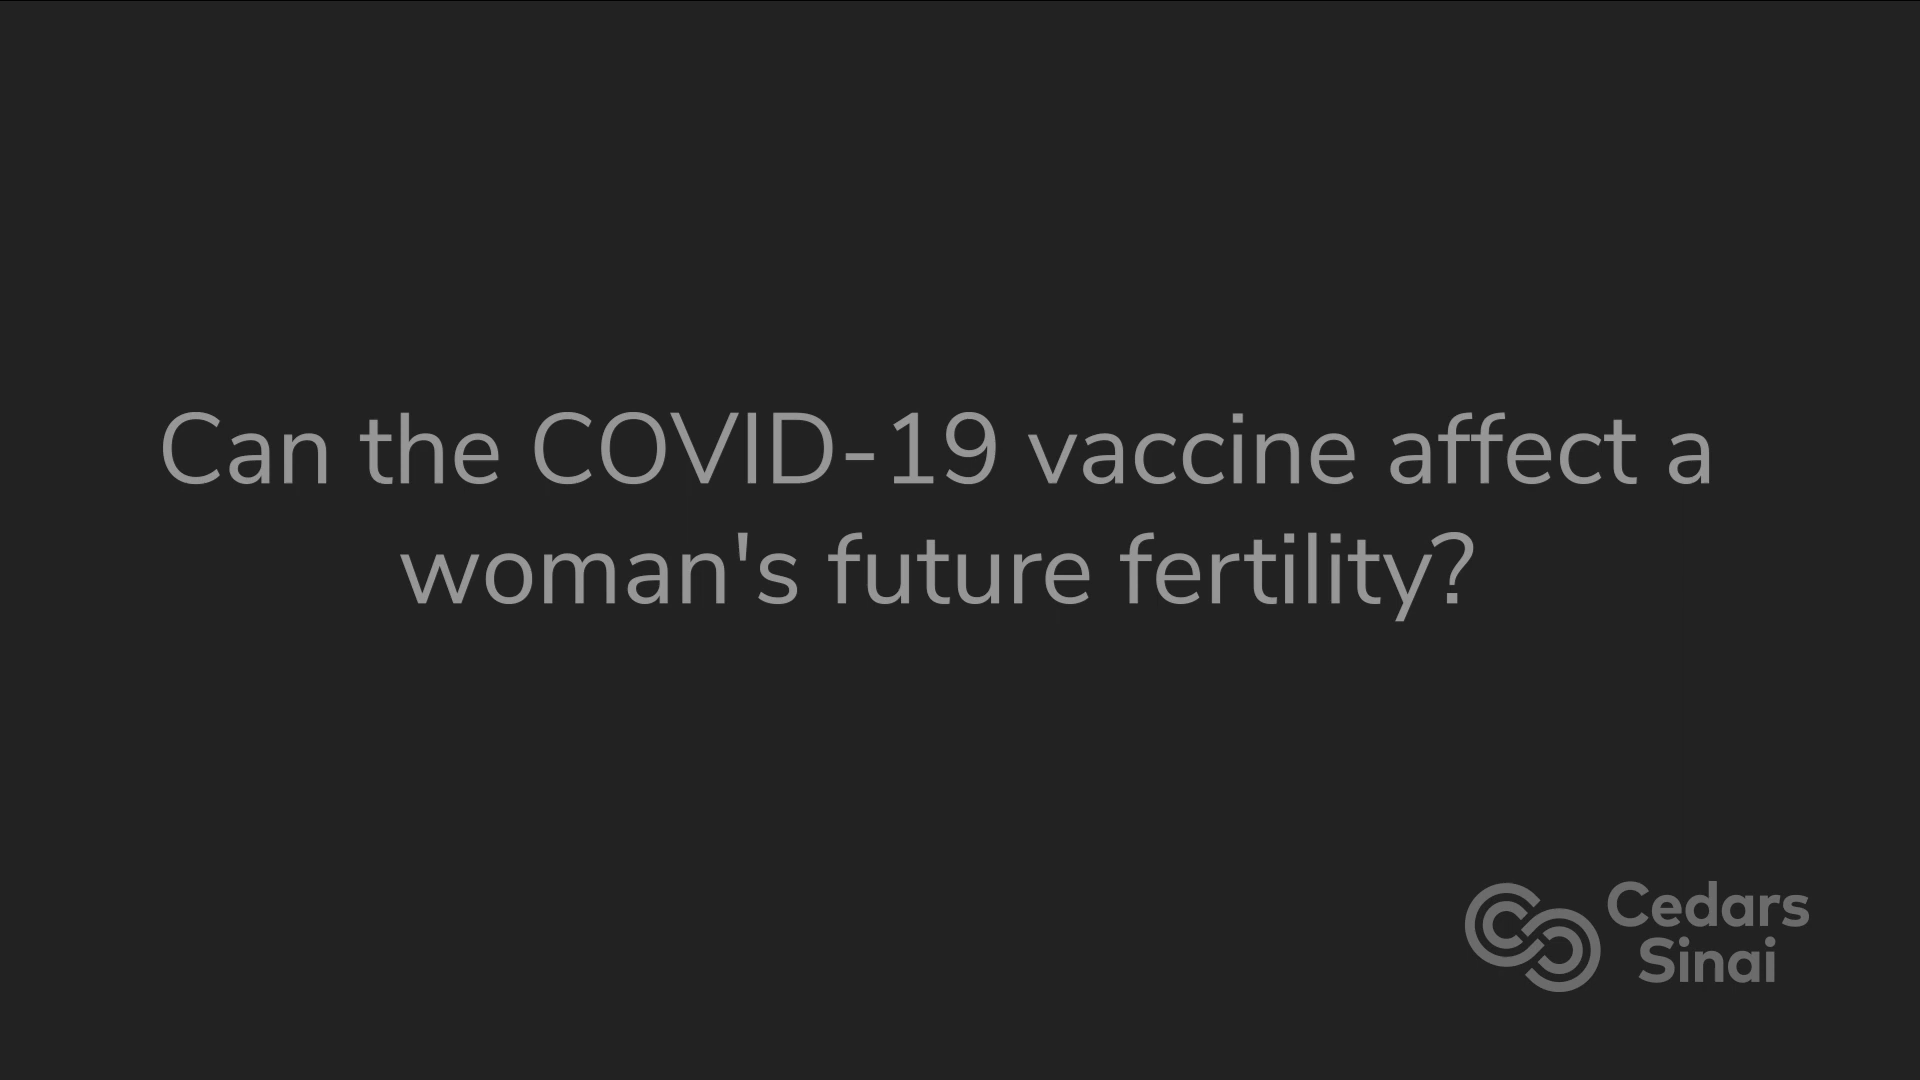 Can the COVID-19 vaccine affect a
woman's future fertility?
Cedars
Sinai